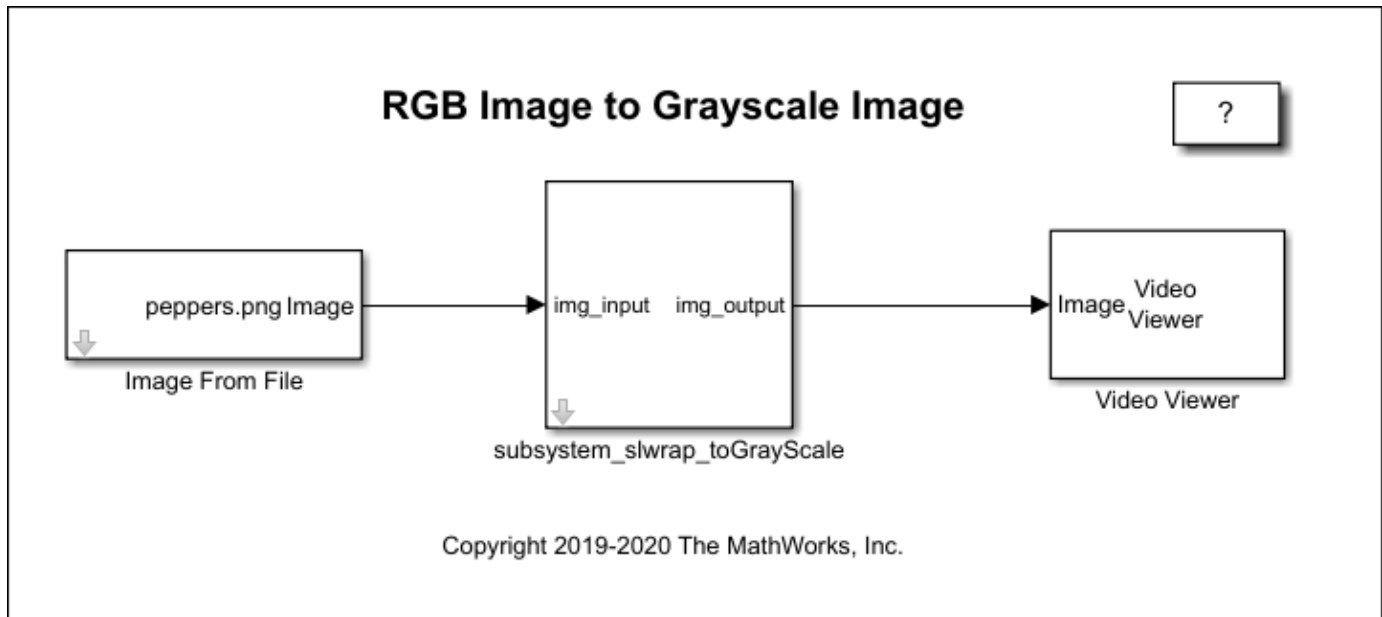 RGB Image to Grayscale Image
?
peppers.png Image
Image From File
img_input img_output
subsystem_slwrap_toGrayScale
Image Video
Viewer
Video Viewer
Copyright 2019-2020 The MathWorks, Inc.